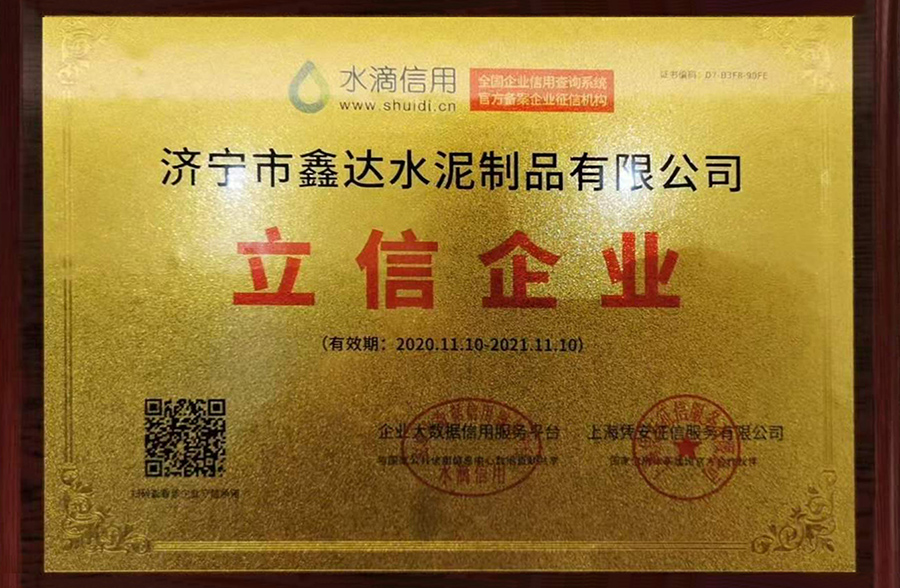 水滴信用
www.shuidi.cn
全国企业信用查询系统
官方备案企业征信机构
济宁市鑫达水泥制品有限公司
立信企业
(有效期：2020.11.10-2021.11.10)
企业大数据信用服务平台
上海凭安征信服务有限公司
水滴信用